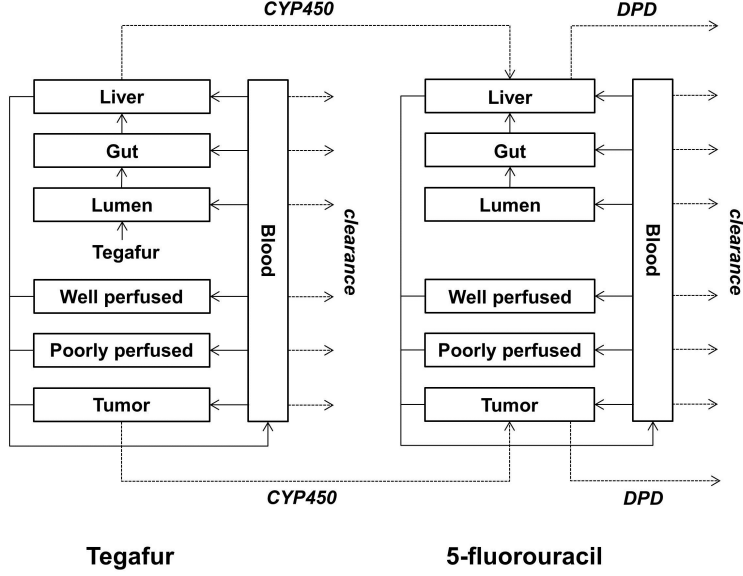 CYP450
DPD
Liver
Gut
Lumen
Tegafur
Well perfused
Poorly perfused
Tumor
Blood
clearance
Liver
Gut
Lumen
Well perfused
Poorly perfused
Tumor
Blood
clearance
CYP450
DPD
Tegafur
5-fluorouracil